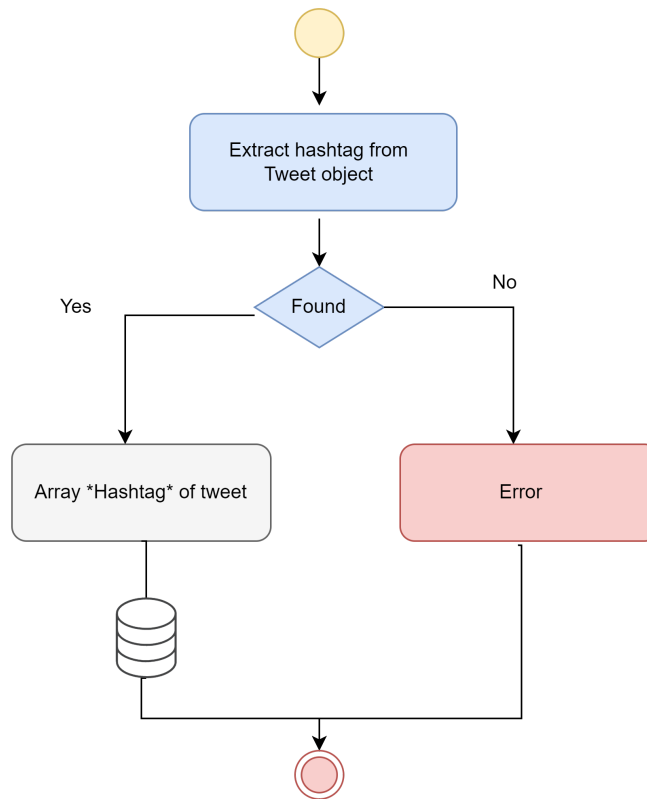 Extract hashtag from
Tweet object
Found
Yes
No
Array *Hashtag* of tweet
Error